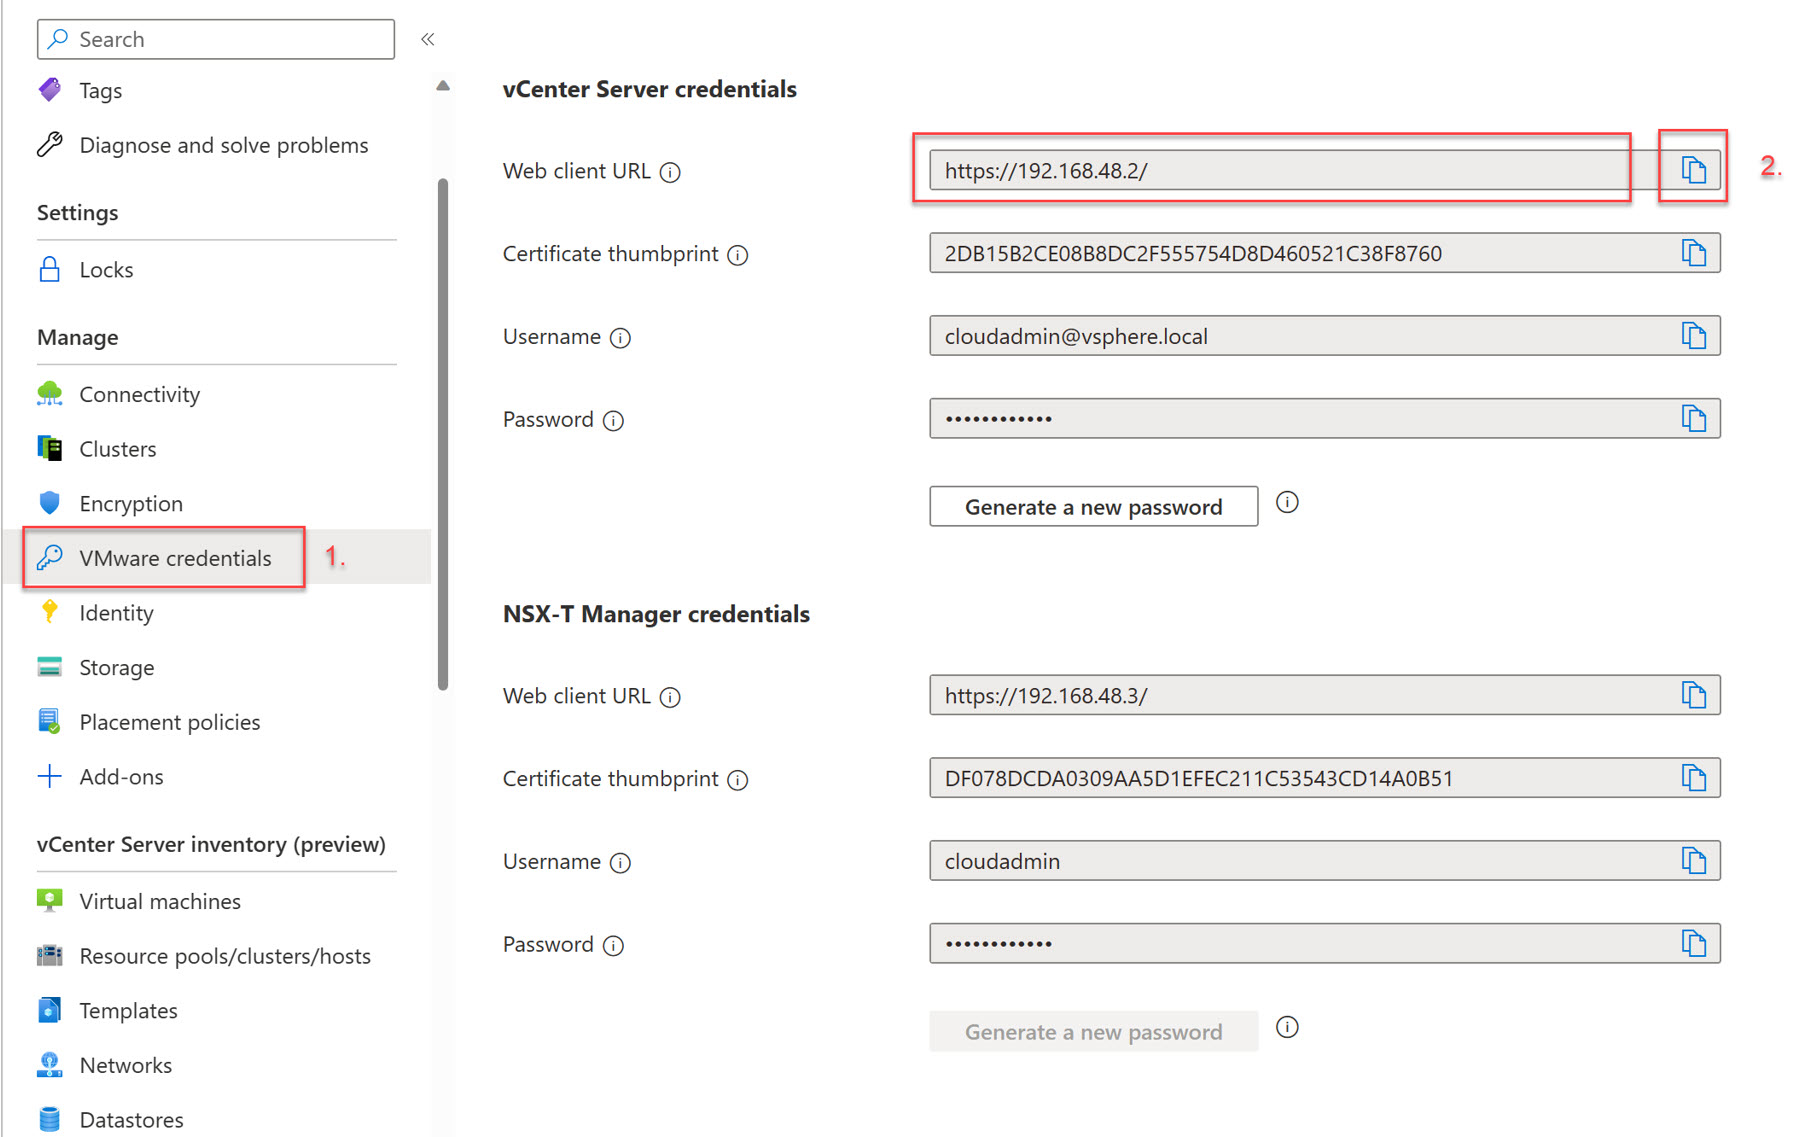 Search
«
Tags
Diagnose and solve problems
Settings
Locks
Manage
Connectivity
Clusters
Encryption
VMware credentials 1.
Identity
Storage
Placement policies
Add-ons
vCenter Server inventory (preview)
Virtual machines
Resource pools/clusters/hosts
Templates
Networks
Datastores
vCenter Server credentials
Web client URL https://192.168.48.2/ 2.
Certificate thumbprint 2DB15B2CE08B8DC2F555754D8D460521C38F8760
Username cloudadmin@vsphere.local
Password ••••••••••••
Generate a new password
NSX-T Manager credentials
Web client URL https://192.168.48.3/
Certificate thumbprint DF078DCDA0309AA5D1EFEC211C53543CD14A0B51
Username cloudadmin
Password ••••••••••••
Generate a new password